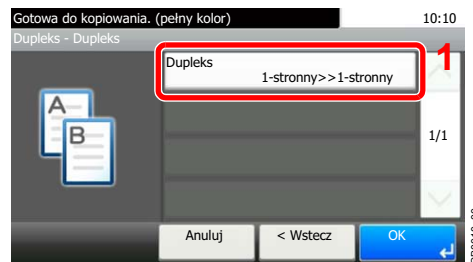 Gotowa do kopiowania. (pełny kolor)
10:10
Dupleks - Dupleks
Dupleks
1-stronny>>1-stronny
1
A
B
1/1
Anuluj
< Wstecz
OK